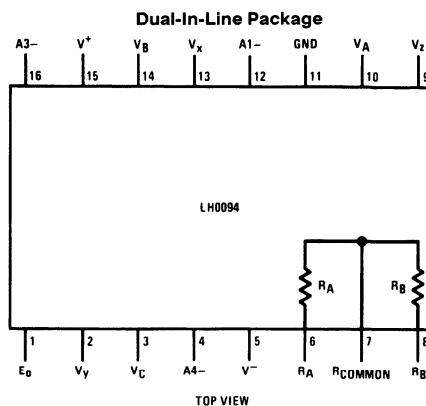 Dual-In-Line Package
A3− V+ VB Vx A1− GND VA Vz
16 15 14 13 12 11 10 9
LH0094
RA RB
1 2 3 4 5 6 7 8
Eo Vy VC A4− V− RA RCOMMON RB
TOP VIEW